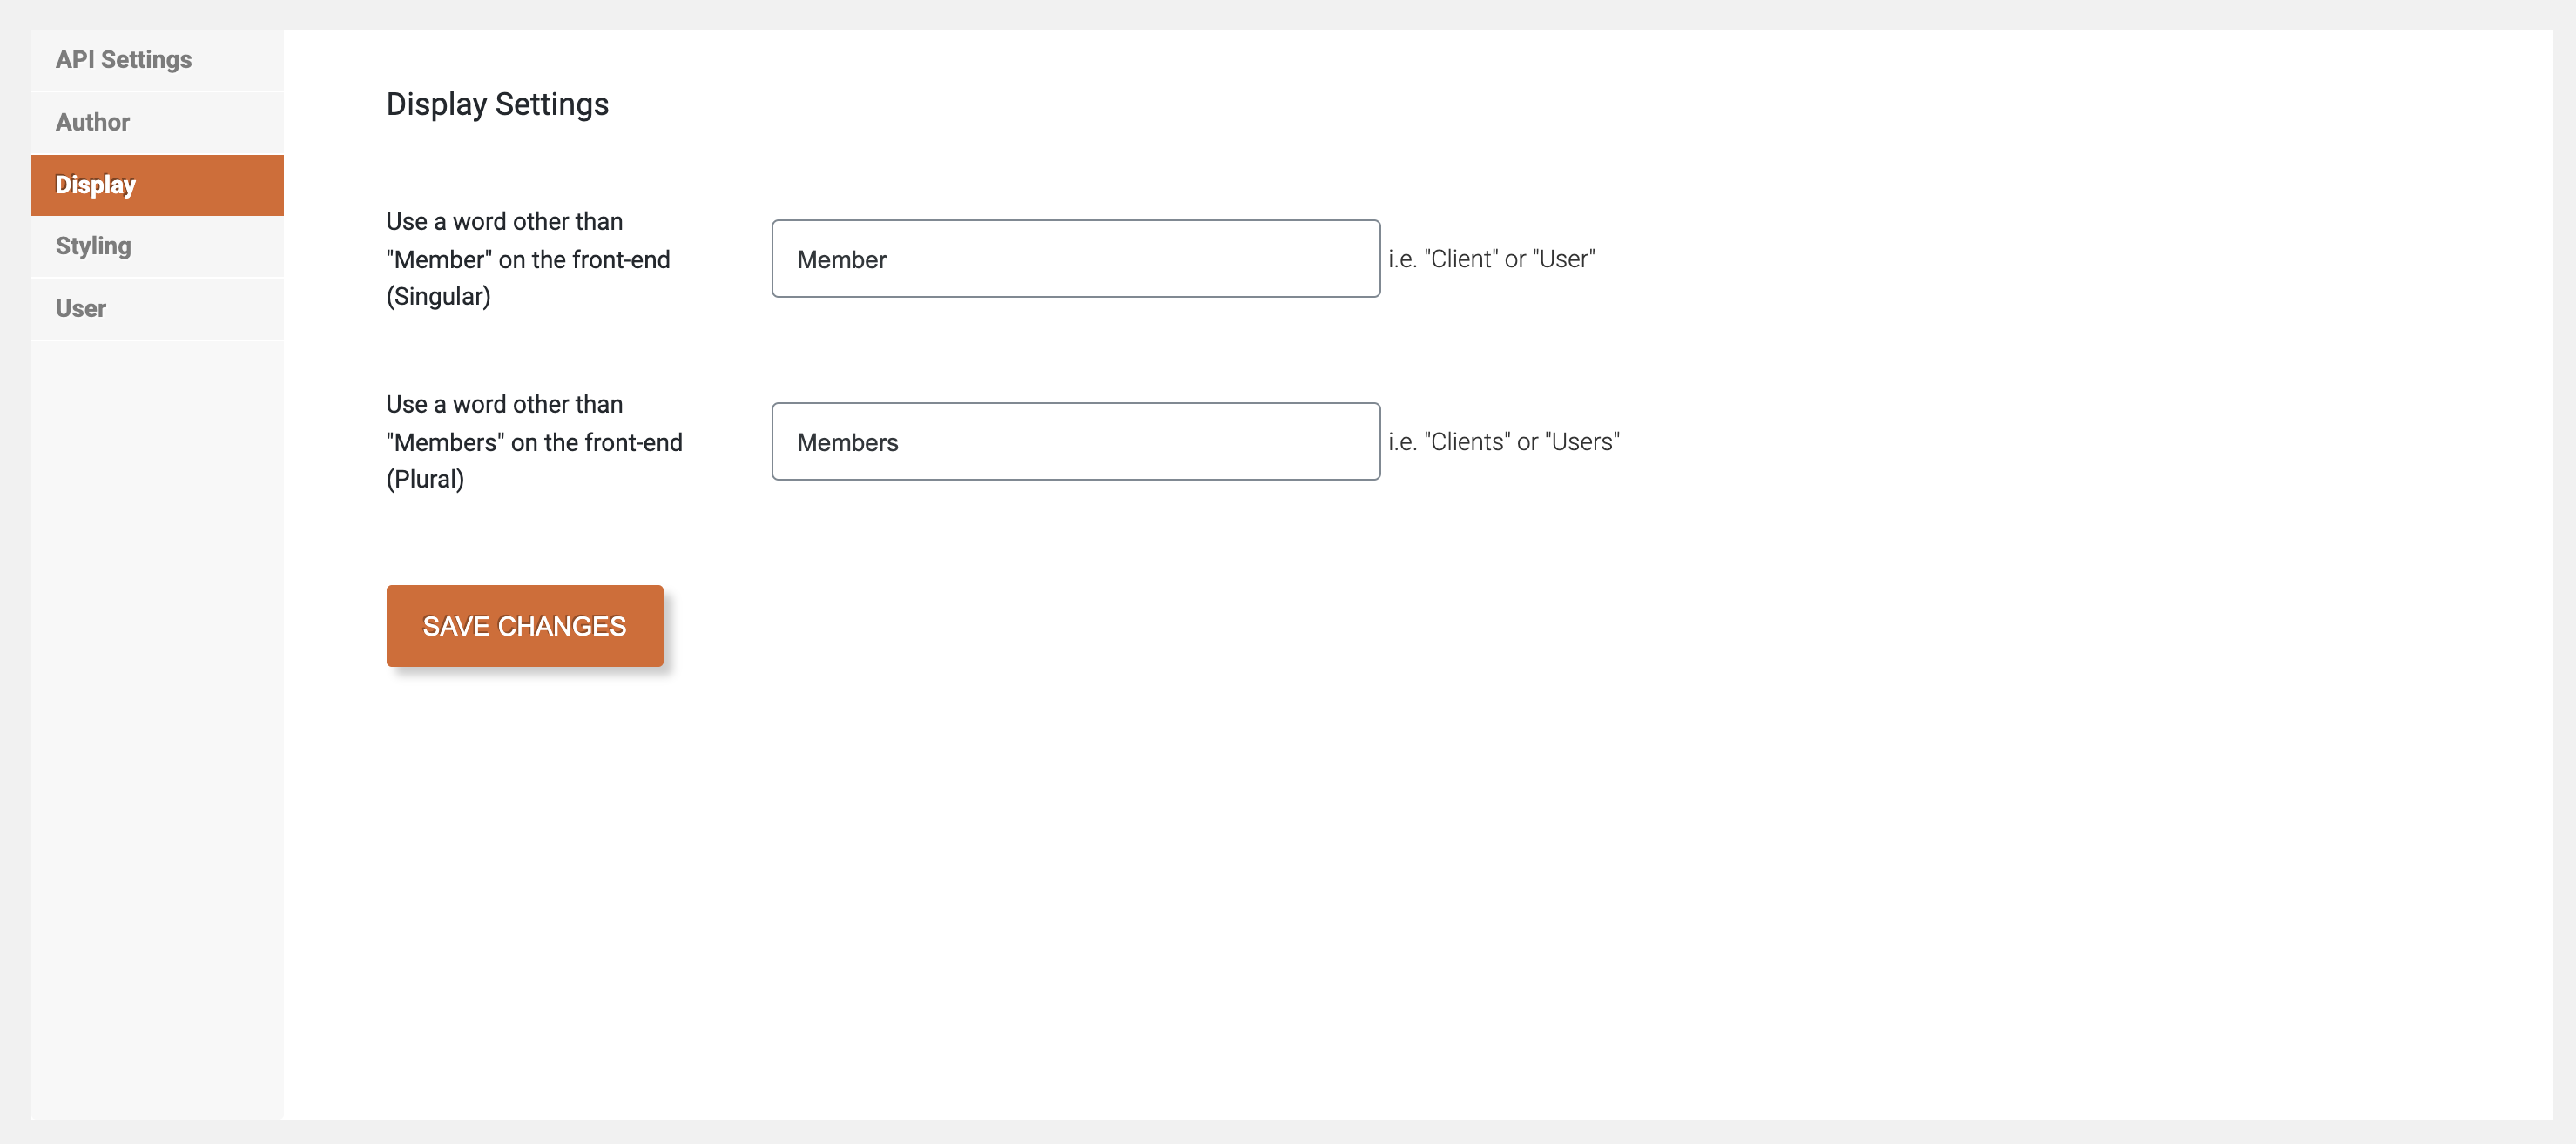 API Settings
Author
Display
Styling
User
Display Settings
Use a word other than
"Member" on the front-end
(Singular)
Member
i.e. "Client" or "User"
Use a word other than
"Members" on the front-end
(Plural)
Members
i.e. "Clients" or "Users"
SAVE CHANGES